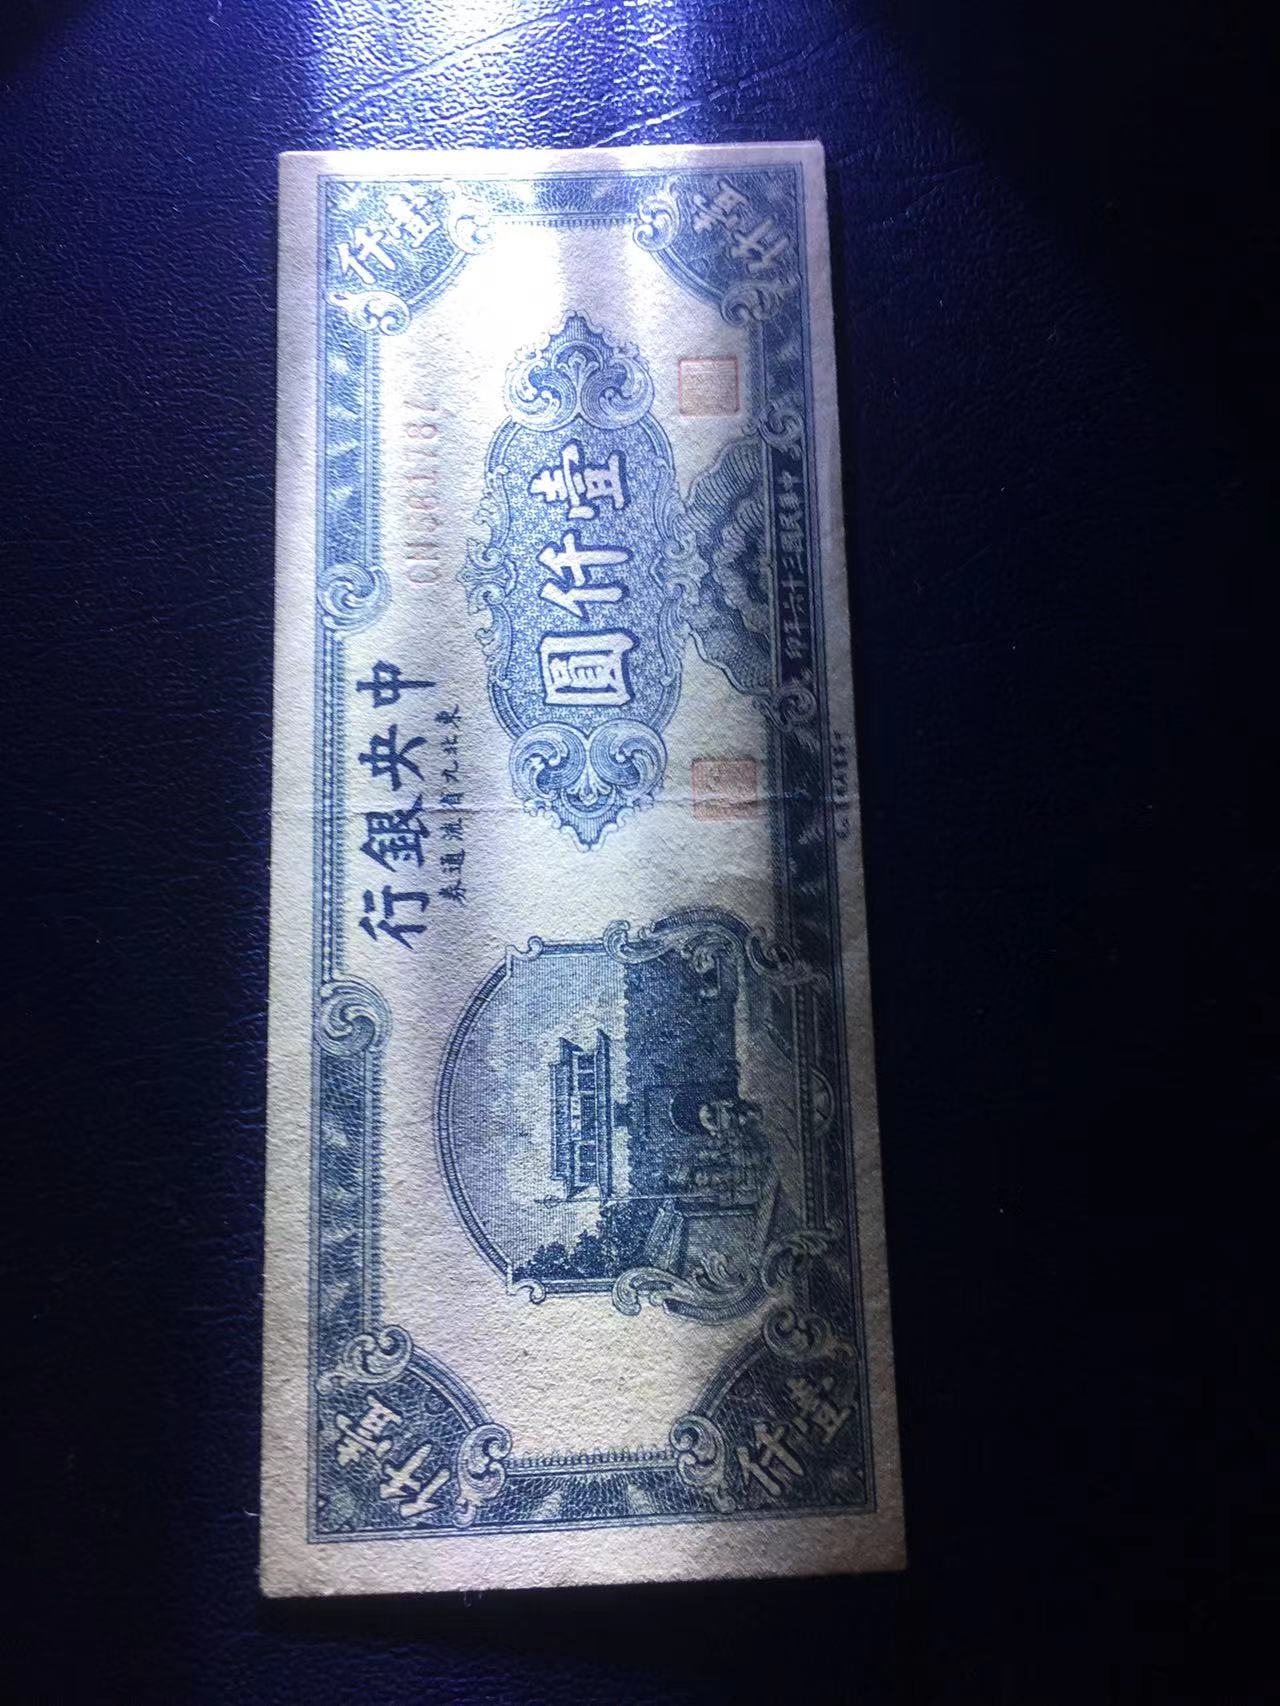 壹仟
壹仟
中央銀行
東北九省流通券
壹仟圓
中華民國三十六年印
壹仟
壹仟